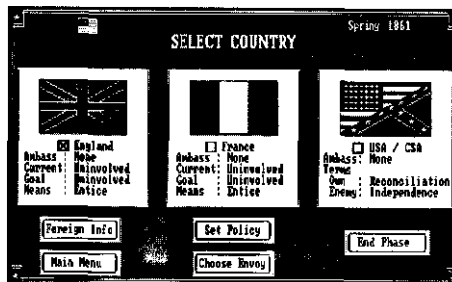 Spring 1861
SELECT COUNTRY
England
Ambass : None
Current: Uninvolved
Goal : Uninvolved
Means : Entice
France
Ambass : None
Current: Uninvolved
Goal : Uninvolved
Means : Entice
USA / CSA
Ambass: None
Terms
Own : Reconciliation
Enemy: Independence
Foreign Info
Set Policy
End Phase
Main Menu
Choose Envoy